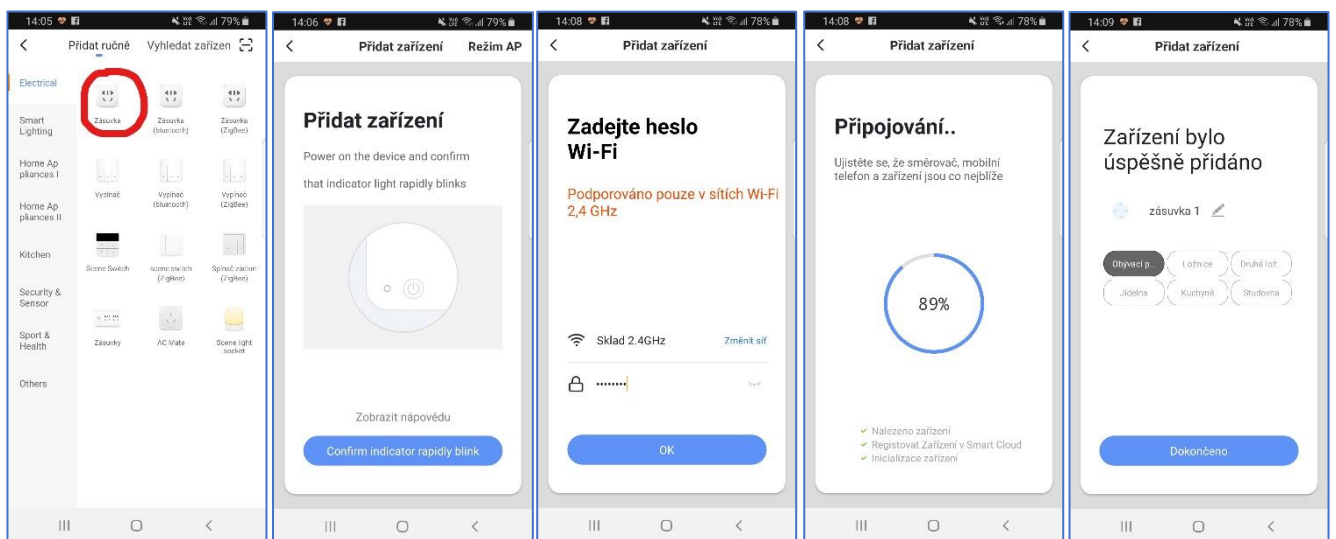 14:05
79%
Přidat ručně
Vyhledat zařízen
Electrical
Smart
Lighting
Home Ap
pliances I
Home Ap
pliances II
Kitchen
Security &
Sensor
Sport &
Health
Others
Zásuvka
Zásuvka
(bluetooth)
Zásuvka
(ZigBee)
Vypínač
Vypínač
(bluetooth)
Vypínač
(ZigBee)
Scene Switch
scene switch
(ZigBee)
Spínač záclon
(ZigBee)
Zásuvky
AC Mate
Scene light
socket
14:06
79%
Přidat zařízení
Režim AP
Přidat zařízení
Power on the device and confirm
that indicator light rapidly blinks
Zobrazit nápovědu
Confirm indicator rapidly blink
14:08
78%
Přidat zařízení
Zadejte heslo
Wi-Fi
Podporováno pouze v sítích Wi-Fi
2,4 GHz
Sklad 2.4GHz
Změnit síť
OK
14:08
78%
Přidat zařízení
Připojování..
Ujistěte se, že směrovač, mobilní
telefon a zařízení jsou co nejblíže
89%
Nalezeno zařízení
Registovat Zařízení v Smart Cloud
Inicializace zařízení
14:09
78%
Přidat zařízení
Zařízení bylo
úspěšně přidáno
zásuvka 1
Obývací p...
Ložnice
Druhá lož...
Jídelna
Kuchyně
Studovna
Dokončeno